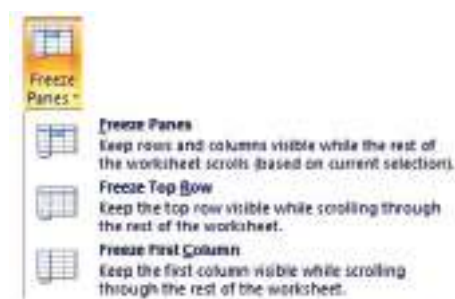 Freeze
Panes
Freeze Panes
Keep rows and columns visible while the rest of
the worksheet scrolls (based on current selection).
Freeze Top Row
Keep the top row visible while scrolling through
the rest of the worksheet.
Freeze First Column
Keep the first column visible while scrolling
through the rest of the worksheet.